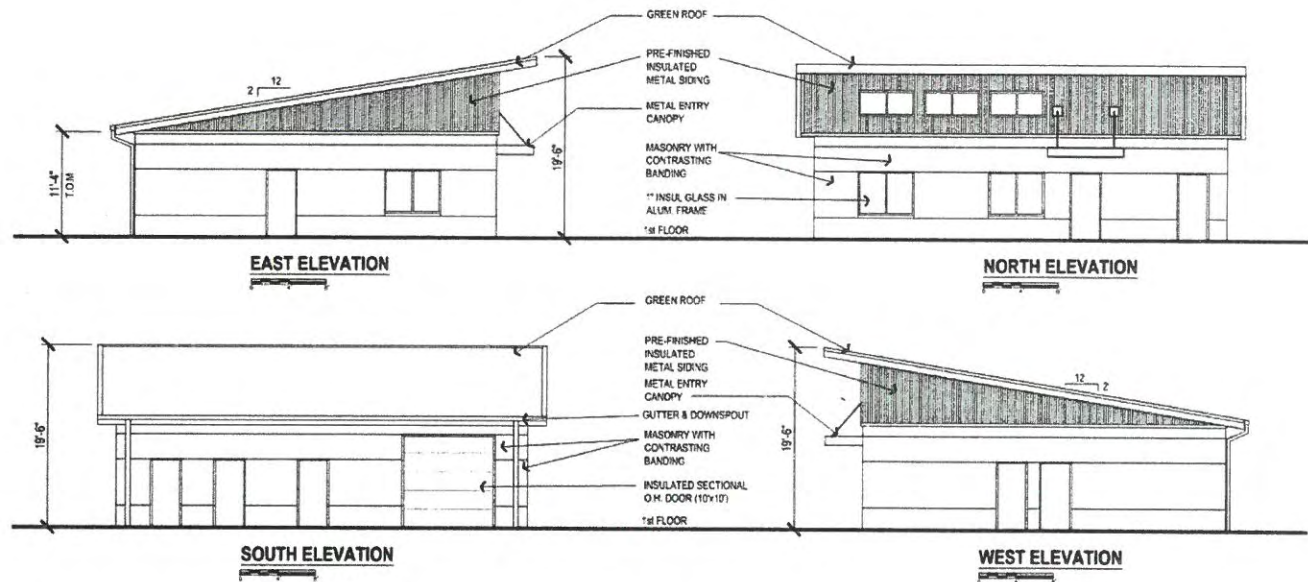 GREEN ROOF
12
2
PRE-FINISHED
INSULATED
METAL SIDING
METAL ENTRY
CANOPY
11'-4"
T.O.M
19'-6"
MASONRY WITH
CONTRASTING
BANDING
1" INSUL GLASS IN
ALUM. FRAME
1st FLOOR
EAST ELEVATION
NORTH ELEVATION
GREEN ROOF
PRE-FINISHED
INSULATED
METAL SIDING
METAL ENTRY
CANOPY
12
2
19'-6"
19'-6"
GUTTER & DOWNSPOUT
MASONRY WITH
CONTRASTING
BANDING
INSULATED SECTIONAL
O.H. DOOR (10'x10')
1st FLOOR
SOUTH ELEVATION
WEST ELEVATION